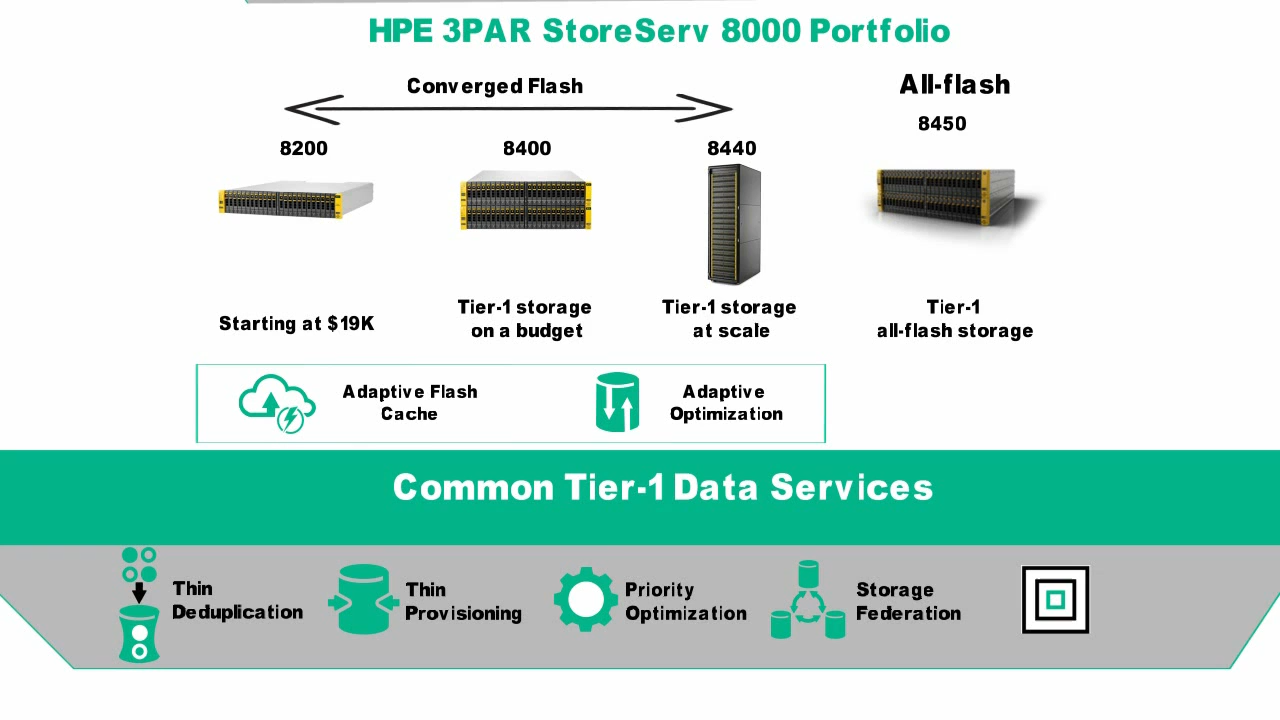 HPE 3PAR StoreServ 8000 Portfolio
Converged Flash
All-flash
8450
8200
8400
8440
Starting at $19K
Tier-1 storage
on a budget
Tier-1 storage
at scale
Tier-1
all-flash storage
Adaptive Flash
Cache
Adaptive
Optimization
Common Tier-1 Data Services
Thin
Deduplication
Thin
Provisioning
Priority
Optimization
Storage
Federation